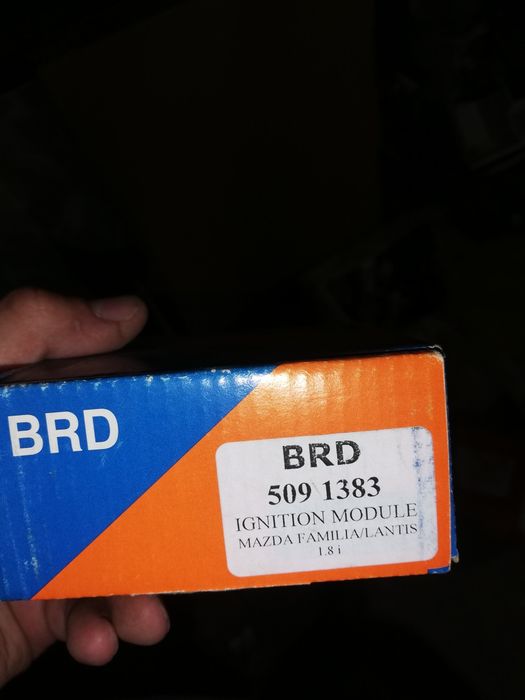 BRD
BRD
509 1383
IGNITION MODULE
MAZDA FAMILIA/LANTIS
1.8 i